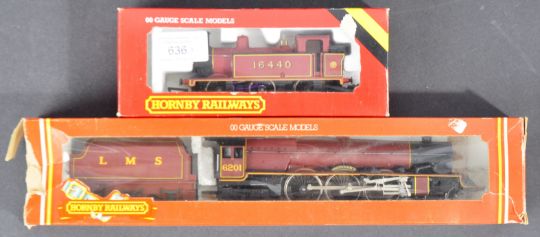 00 GAUGE SCALE MODELS
636
16440
HORNBY RAILWAYS
00 GAUGE SCALE MODELS
L M S
6201
HORNBY RAILWAYS